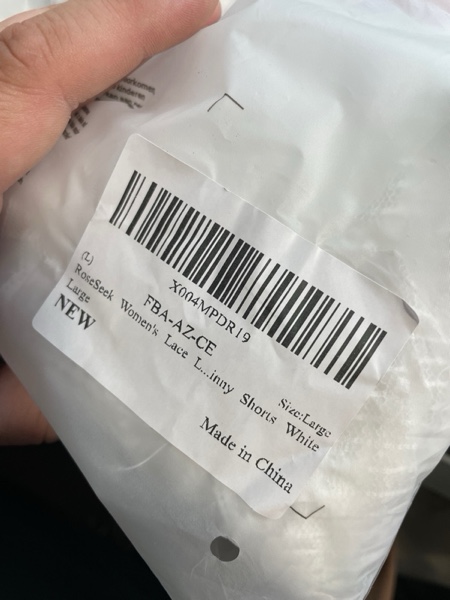 X004MPDR19
FBA-AZ-CE
(L)
Size:Large
RoseSeek Women's Lace L...inny Shorts White
Large
NEW
Made in China